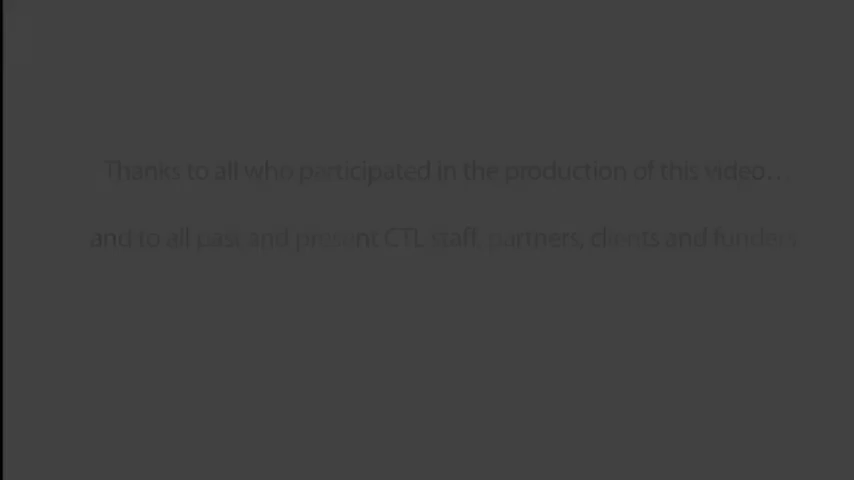 Thanks to all who participated in the production of this video...
and to all past and present CTL staff, partners, clients and funders